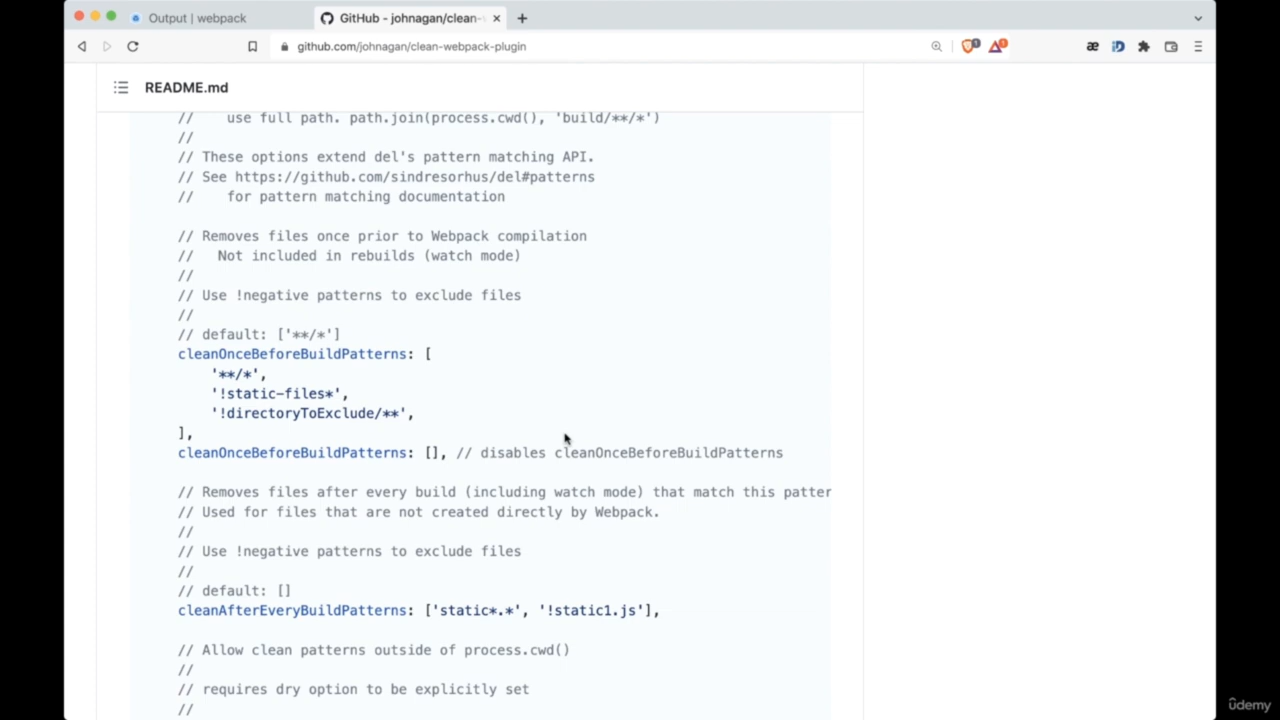 Output | webpack
GitHub - johnagan/clean-
github.com/johnagan/clean-webpack-plugin
README.md
//    use full path. path.join(process.cwd(), 'build/**/*')
//
// These options extend del's pattern matching API.
// See https://github.com/sindresorhus/del#patterns
//    for pattern matching documentation
// Removes files once prior to Webpack compilation
//   Not included in rebuilds (watch mode)
//
// Use !negative patterns to exclude files
//
// default: ['**/*']
cleanOnceBeforeBuildPatterns: [
'**/*',
'!static-files*',
'!directoryToExclude/**',
],
cleanOnceBeforeBuildPatterns: [], // disables cleanOnceBeforeBuildPatterns
// Removes files after every build (including watch mode) that match this patter
// Used for files that are not created directly by Webpack.
//
// Use !negative patterns to exclude files
//
// default: []
cleanAfterEveryBuildPatterns: ['static*.*', '!static1.js'],
// Allow clean patterns outside of process.cwd()
//
// requires dry option to be explicitly set
//
ûdemy